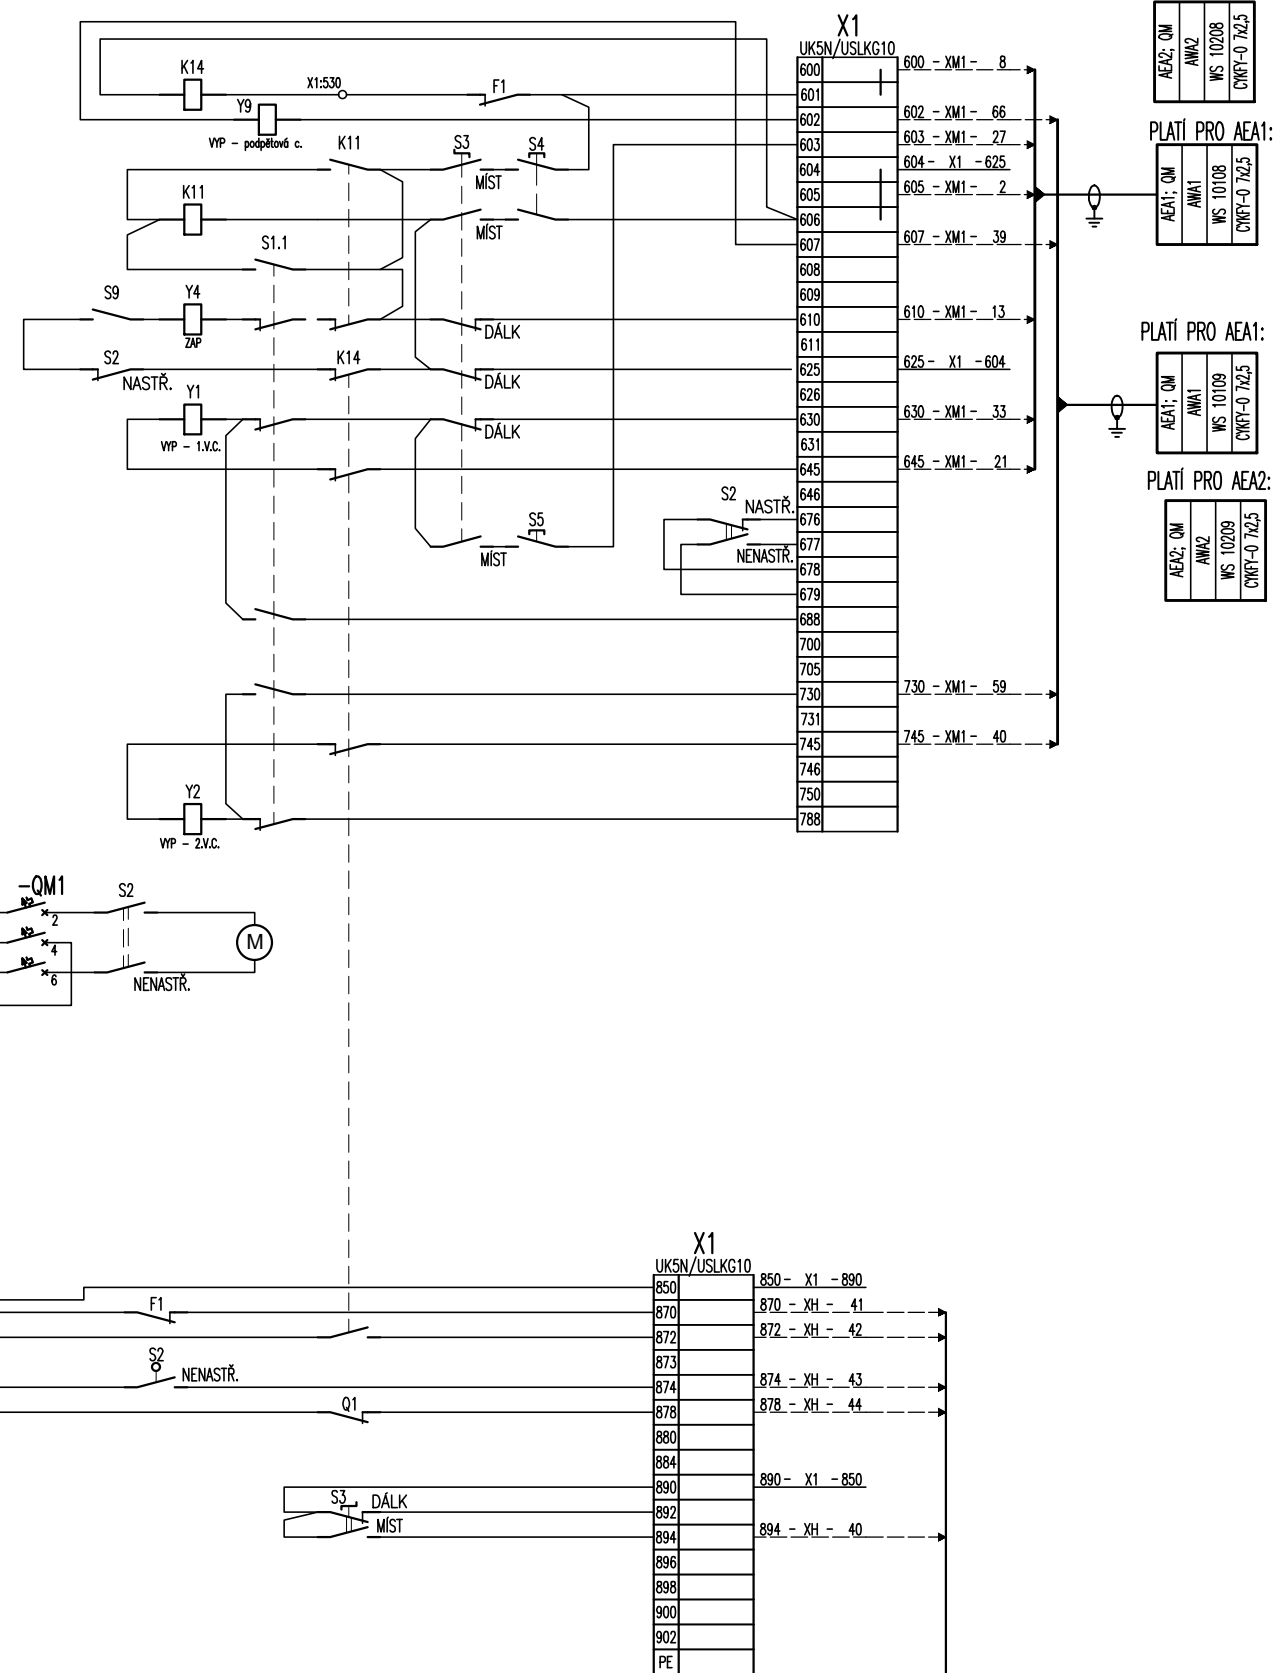 X1
UK5N/USLKG10
600
601
602
603
604
605
606
607
608
609
610
611
625
626
630
631
645
646
676
677
678
679
688
700
705
730
731
745
746
750
788
600 - XM1 - 8
602 - XM1 - 66
603 - XM1 - 27
604 - X1 - 625
605 - XM1 - 2
607 - XM1 - 39
610 - XM1 - 13
625 - X1 - 604
630 - XM1 - 33
645 - XM1 - 21
730 - XM1 - 59
745 - XM1 - 40
K14
X1:530
F1
Y9
VYP - podpěťová c.
K11
S3
S4
MÍST
K11
MÍST
S1.1
S9
Y4
ZAP
DÁLK
S2
NASTŘ.
K14
DÁLK
Y1
VYP - 1.V.C.
DÁLK
S5
MÍST
S2
NASTŘ.
NENASTŘ.
Y2
VYP - 2.V.C.
AEA2; QM
AWA2
WS 10208
CYKFY-O 7x2,5
PLATÍ PRO AEA1:
AEA1; QM
AWA1
WS 10108
CYKFY-O 7x2,5
PLATÍ PRO AEA1:
AEA1; QM
AWA1
WS 10109
CYKFY-O 7x2,5
PLATÍ PRO AEA2:
AEA2; QM
AWA2
WS 10209
CYKFY-O 7x2,5
-QM1
2
4
6
S2
M
NENASTŘ.
X1
UK5N/USLKG10
850
870
872
873
874
878
880
884
890
892
894
896
898
900
902
PE
850 - X1 - 890
870 - XH - 41
872 - XH - 42
874 - XH - 43
878 - XH - 44
890 - X1 - 850
894 - XH - 40
F1
S2
NENASTŘ.
Q1
S3
DÁLK
MÍST